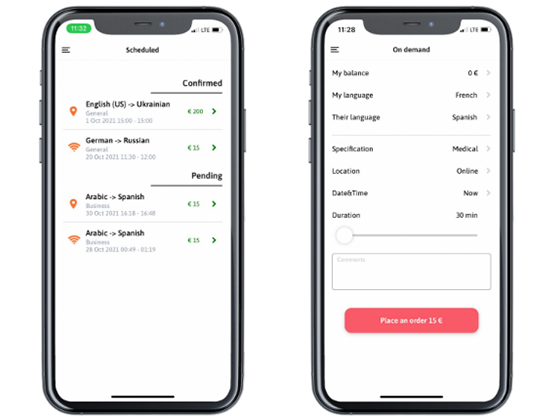 11:32
LTE
Scheduled
Confirmed
English (US) -> Ukrainian
General
1 Oct 2021 15:00 - 15:00
€ 200
German -> Russian
General
20 Oct 2021 11:30 - 12:00
€ 15
Pending
Arabic -> Spanish
Business
30 Oct 2021 16:18 - 16:48
€ 15
Arabic -> Spanish
Business
28 Oct 2021 00:49 - 01:19
€ 15
11:28
LTE
On demand
My balance 0 €
My language French
Their language Spanish
Specification Medical
Location Online
Date&Time Now
Duration 30 min
Comments
Place an order 15 €